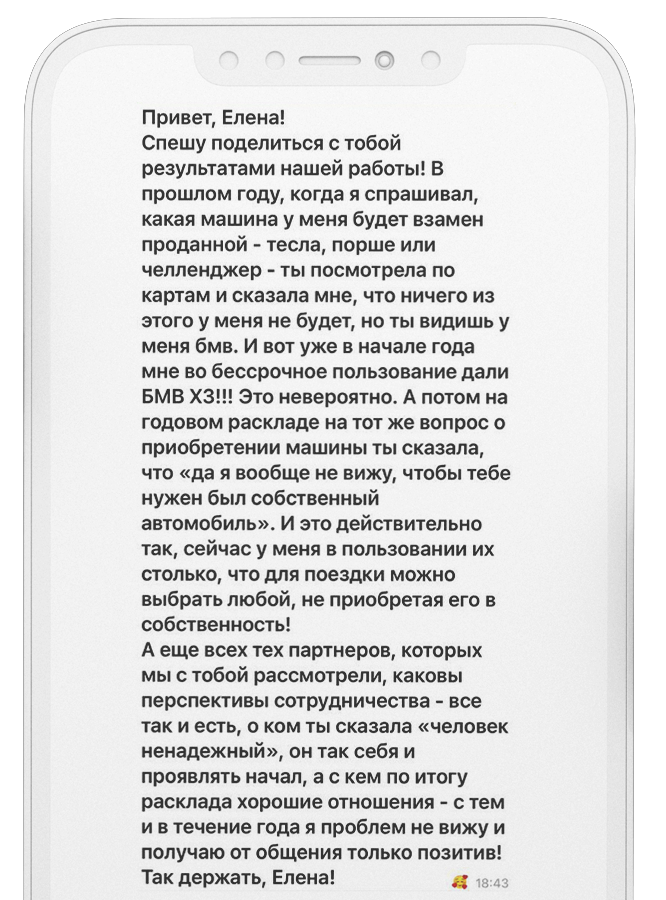 Привет, Елена!
Спешу поделиться с тобой
результатами нашей работы! В
прошлом году, когда я спрашивал,
какая машина у меня будет взамен
проданной - тесла, порше или
челленджер - ты посмотрела по
картам и сказала мне, что ничего из
этого у меня не будет, но ты видишь у
меня бмв. И вот уже в начале года
мне во бессрочное пользование дали
БМВ Х3!!! Это невероятно. А потом на
годовом раскладе на тот же вопрос о
приобретении машины ты сказала,
что «да я вообще не вижу, чтобы тебе
нужен был собственный
автомобиль». И это действительно
так, сейчас у меня в пользовании их
столько, что для поездки можно
выбрать любой, не приобретая его в
собственность!
А еще всех тех партнеров, которых
мы с тобой рассмотрели, каковы
перспективы сотрудничества - все
так и есть, о ком ты сказала «человек
ненадежный», он так себя и
проявлять начал, а с кем по итогу
расклада хорошие отношения - с тем
и в течение года я проблем не вижу и
получаю от общения только позитив!
Так держать, Елена! 🥰 18:43